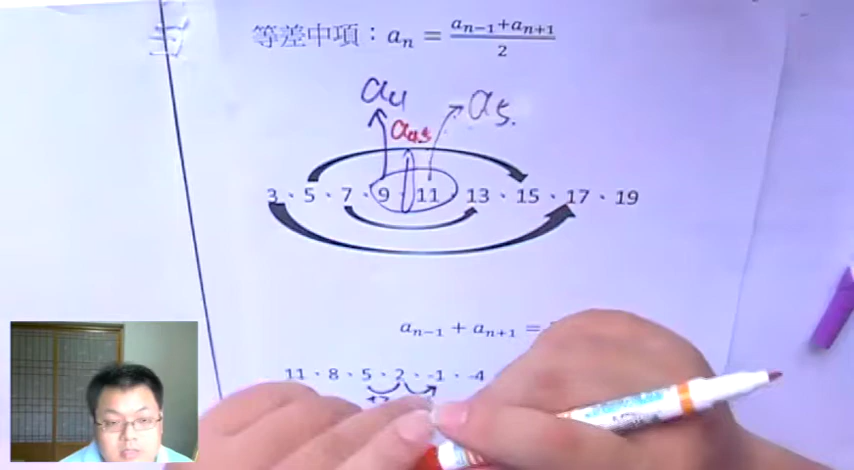 等差中項：aₙ = (aₙ₋₁+aₙ₊₁)/2
a4
a4.5
a5.
3、5、7、9、11、13、15、17、19
aₙ₋₁ + aₙ₊₁ =
11、8、5、2、-1、-4